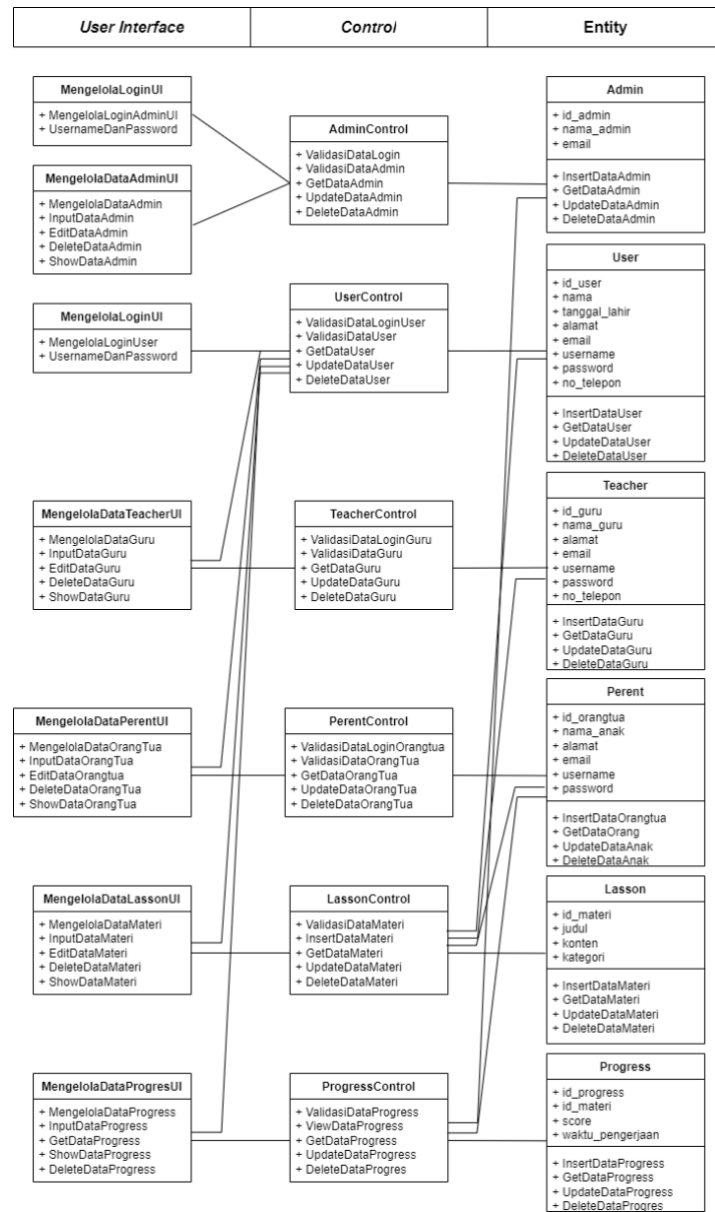 User Interface
Control
Entity
MengelolaLoginUI
+ MengelolaLoginAdminUI
+ UsernameDanPassword
MengelolaDataAdminUI
+ MengelolaDataAdmin
+ InputDataAdmin
+ EditDataAdmin
+ DeleteDataAdmin
+ ShowDataAdmin
AdminControl
+ ValidasiDataLogin
+ ValidasiDataAdmin
+ GetDataAdmin
+ UpdateDataAdmin
+ DeleteDataAdmin
Admin
+ id_admin
+ nama_admin
+ email
+ InsertDataAdmin
+ GetDataAdmin
+ UpdateDataAdmin
+ DeleteDataAdmin
MengelolaLoginUI
+ MengelolaLoginUser
+ UsernameDanPassword
UserControl
+ ValidasiDataLoginUser
+ ValidasiDataUser
+ GetDataUser
+ UpdateDataUser
+ DeleteDataUser
User
+ id_user
+ nama
+ tanggal_lahir
+ alamat
+ email
+ username
+ password
+ no_telepon
+ InsertDataUser
+ GetDataUser
+ UpdateDataUser
+ DeleteDataUser
MengelolaDataTeacherUI
+ MengelolaDataGuru
+ InputDataGuru
+ EditDataGuru
+ DeleteDataGuru
+ ShowDataGuru
TeacherControl
+ ValidasiDataLoginGuru
+ ValidasiDataGuru
+ GetDataGuru
+ UpdateDataGuru
+ DeleteDataGuru
Teacher
+ id_guru
+ nama_guru
+ alamat
+ email
+ username
+ password
+ no_telepon
+ InsertDataGuru
+ GetDataGuru
+ UpdateDataGuru
+ DeleteDataGuru
MengelolaDataPerentUI
+ MengelolaDataOrangTua
+ InputDataOrangTua
+ EditDataOrangtua
+ DeleteDataOrangTua
+ ShowDataOrangTua
PerentControl
+ ValidasiDataLoginOrangtua
+ ValidasiDataOrangTua
+ GetDataOrangTua
+ UpdateDataOrangTua
+ DeleteDataOrangTua
Perent
+ id_orangtua
+ nama_anak
+ alamat
+ email
+ username
+ password
+ InsertDataOrangtua
+ GetDataOrang
+ UpdateDataAnak
+ DeleteDataAnak
MengelolaDataLassonUI
+ MengelolaDataMateri
+ InputDataMateri
+ EditDataMateri
+ DeleteDataMateri
+ ShowDataMateri
LassonControl
+ ValidasiDataMateri
+ InsertDataMateri
+ GetDataMateri
+ UpdateDataMateri
+ DeleteDataMateri
Lasson
+ id_materi
+ judul
+ konten
+ kategori
+ InsertDataMateri
+ GetDataMateri
+ UpdateDataMateri
+ DeleteDataMateri
MengelolaDataProgresUI
+ MengelolaDataProgress
+ InputDataProgress
+ GetDataProgress
+ ShowDataProgress
+ DeleteDataProgress
ProgressControl
+ ValidasiDataProgress
+ ViewDataProgress
+ GetDataProgress
+ UpdateDataProgress
+ DeleteDataProgres
Progress
+ id_progress
+ id_materi
+ score
+ waktu_pengerjaan
+ InsertDataProgress
+ GetDataProgress
+ UpdateDataProgress
+ DeleteDataProgres